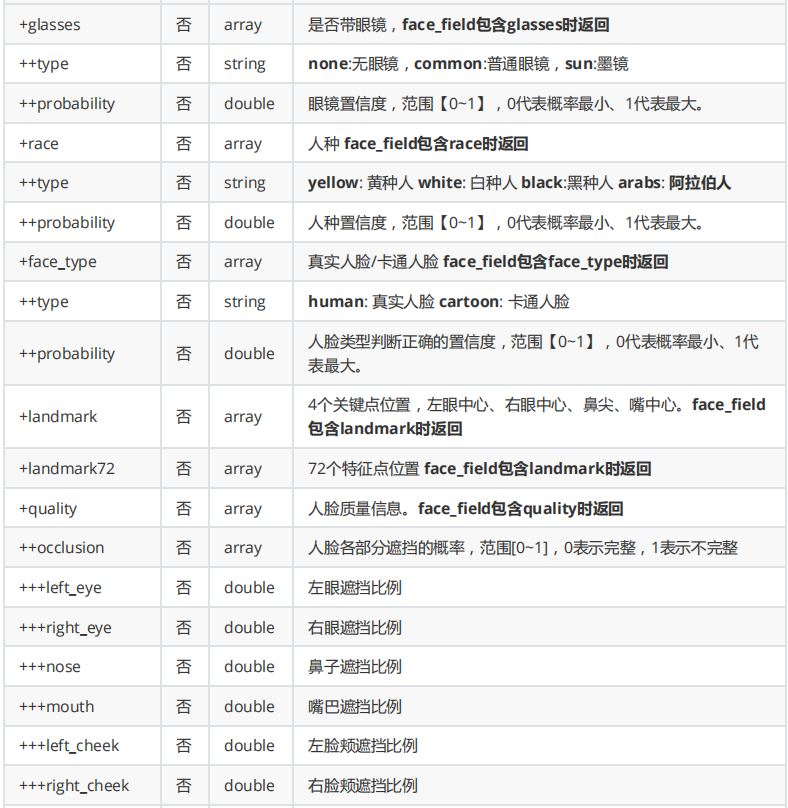 +glasses 否 array 是否带眼镜，face_field包含glasses时返回
++type 否 string none:无眼镜，common:普通眼镜，sun:墨镜
++probability 否 double 眼镜置信度，范围【0~1】，0代表概率最小、1代表最大。
+race 否 array 人种 face_field包含race时返回
++type 否 string yellow: 黄种人 white: 白种人 black:黑种人 arabs: 阿拉伯人
++probability 否 double 人种置信度，范围【0~1】，0代表概率最小、1代表最大。
+face_type 否 array 真实人脸/卡通人脸 face_field包含face_type时返回
++type 否 string human: 真实人脸 cartoon: 卡通人脸
++probability 否 double 人脸类型判断正确的置信度，范围【0~1】，0代表概率最小、1代
表最大。
+landmark 否 array 4个关键点位置，左眼中心、右眼中心、鼻尖、嘴中心。face_field
包含landmark时返回
+landmark72 否 array 72个特征点位置 face_field包含landmark时返回
+quality 否 array 人脸质量信息。face_field包含quality时返回
++occlusion 否 array 人脸各部分遮挡的概率，范围[0~1]，0表示完整，1表示不完整
+++left_eye 否 double 左眼遮挡比例
+++right_eye 否 double 右眼遮挡比例
+++nose 否 double 鼻子遮挡比例
+++mouth 否 double 嘴巴遮挡比例
+++left_cheek 否 double 左脸颊遮挡比例
+++right_cheek 否 double 右脸颊遮挡比例